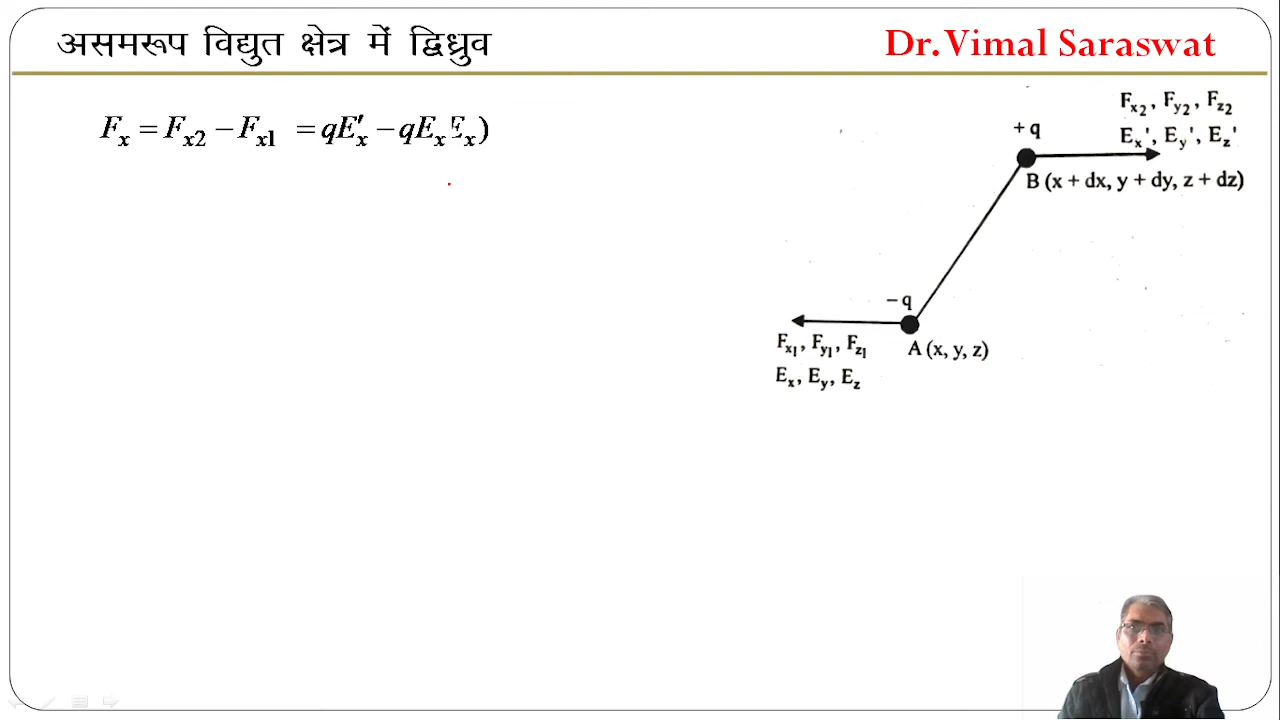 असमरूप विद्युत क्षेत्र में द्विध्रुव
Dr. Vimal Saraswat
Fx = Fx2 − Fx1 = qE′x − qEx Ex)
Fx2, Fy2, Fz2
+q
Ex', Ey', Ez'
B (x + dx, y + dy, z + dz)
−q
Fx1, Fy1, Fz1
A (x, y, z)
Ex, Ey, Ez